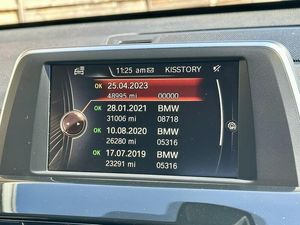 11:25 am KISSTORY
OK 25.04.2023
48995 mi 00000
OK 28.01.2021 BMW
31006 mi 08718
OK 10.08.2020 BMW
26280 mi 05316
OK 17.07.2019 BMW
23121 mi 05316